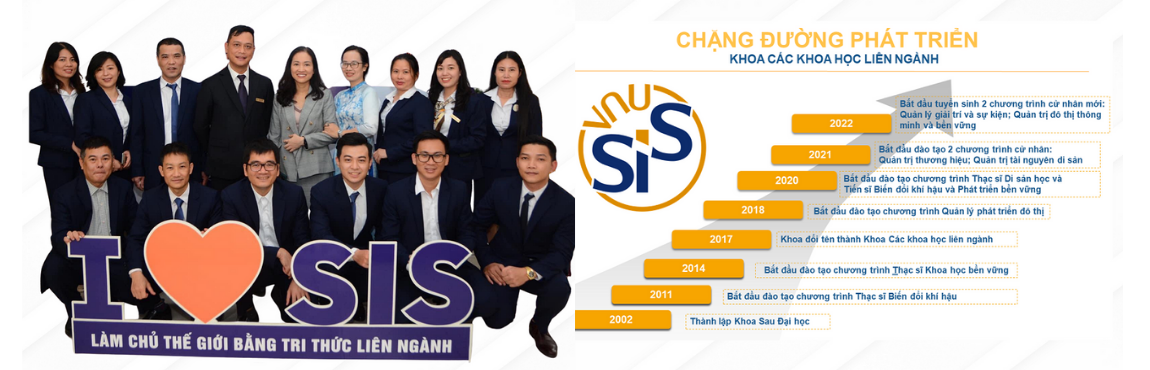 I SIS
LÀM CHỦ THẾ GIỚI BẰNG TRI THỨC LIÊN NGÀNH
CHẶNG ĐƯỜNG PHÁT TRIỂN
KHOA CÁC KHOA HỌC LIÊN NGÀNH
VNU
SiS
2022
Bắt đầu tuyển sinh 2 chương trình cử nhân mới:
Quản lý giải trí và sự kiện; Quản trị đô thị thông
minh và bền vững
2021
Bắt đầu đào tạo 2 chương trình cử nhân:
Quản trị thương hiệu; Quản trị tài nguyên di sản
2020
Bắt đầu đào tạo chương trình Thạc sĩ Di sản học và
Tiến sĩ Biến đổi khí hậu và Phát triển bền vững
2018
Bắt đầu đào tạo chương trình Quản lý phát triển đô thị
2017
Khoa đổi tên thành Khoa Các khoa học liên ngành
2014
Bắt đầu đào tạo chương trình Thạc sĩ Khoa học bền vững
2011
Bắt đầu đào tạo chương trình Thạc sĩ Biến đổi khí hậu
2002
Thành lập Khoa Sau Đại học